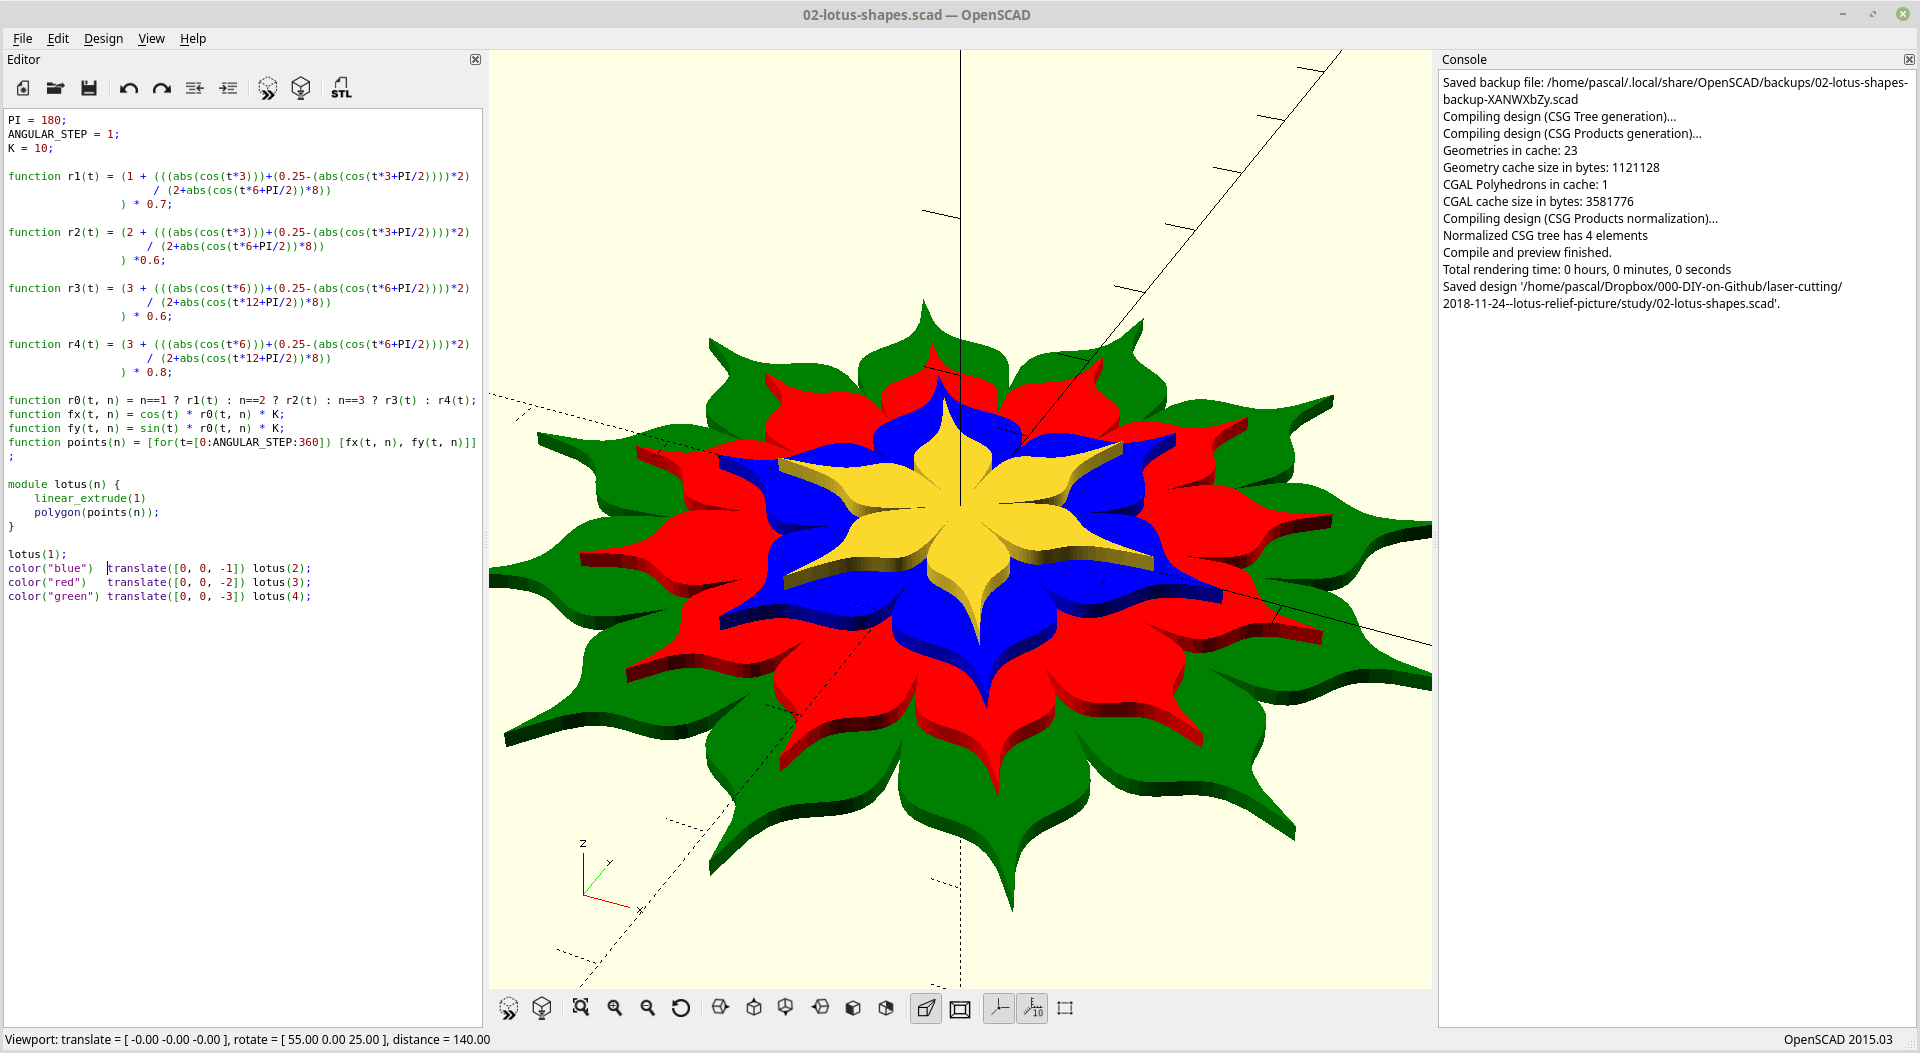 02-lotus-shapes.scad — OpenSCAD
File Edit Design View Help
Editor
STL
PI = 180;
ANGULAR_STEP = 1;
K = 10;
function r1(t) = (1 + (((abs(cos(t*3)))+(0.25-(abs(cos(t*3+PI/2))))*2)
/ (2+abs(cos(t*6+PI/2))*8))
) * 0.7;
function r2(t) = (2 + (((abs(cos(t*3)))+(0.25-(abs(cos(t*3+PI/2))))*2)
/ (2+abs(cos(t*6+PI/2))*8))
) *0.6;
function r3(t) = (3 + (((abs(cos(t*6)))+(0.25-(abs(cos(t*6+PI/2))))*2)
/ (2+abs(cos(t*12+PI/2))*8))
) * 0.6;
function r4(t) = (3 + (((abs(cos(t*6)))+(0.25-(abs(cos(t*6+PI/2))))*2)
/ (2+abs(cos(t*12+PI/2))*8))
) * 0.8;
function r0(t, n) = n==1 ? r1(t) : n==2 ? r2(t) : n==3 ? r3(t) : r4(t);
function fx(t, n) = cos(t) * r0(t, n) * K;
function fy(t, n) = sin(t) * r0(t, n) * K;
function points(n) = [for(t=[0:ANGULAR_STEP:360]) [fx(t, n), fy(t, n)]]
;
module lotus(n) {
linear_extrude(1)
polygon(points(n));
}
lotus(1);
color("blue") translate([0, 0, -1]) lotus(2);
color("red") translate([0, 0, -2]) lotus(3);
color("green") translate([0, 0, -3]) lotus(4);
Z
Y
X
10
Console
Saved backup file: /home/pascal/.local/share/OpenSCAD/backups/02-lotus-shapes-
backup-XANWXbZy.scad
Compiling design (CSG Tree generation)...
Compiling design (CSG Products generation)...
Geometries in cache: 23
Geometry cache size in bytes: 1121128
CGAL Polyhedrons in cache: 1
CGAL cache size in bytes: 3581776
Compiling design (CSG Products normalization)...
Normalized CSG tree has 4 elements
Compile and preview finished.
Total rendering time: 0 hours, 0 minutes, 0 seconds
Saved design '/home/pascal/Dropbox/000-DIY-on-Github/laser-cutting/
2018-11-24--lotus-relief-picture/study/02-lotus-shapes.scad'.
Viewport: translate = [ -0.00 -0.00 -0.00 ], rotate = [ 55.00 0.00 25.00 ], distance = 140.00
OpenSCAD 2015.03